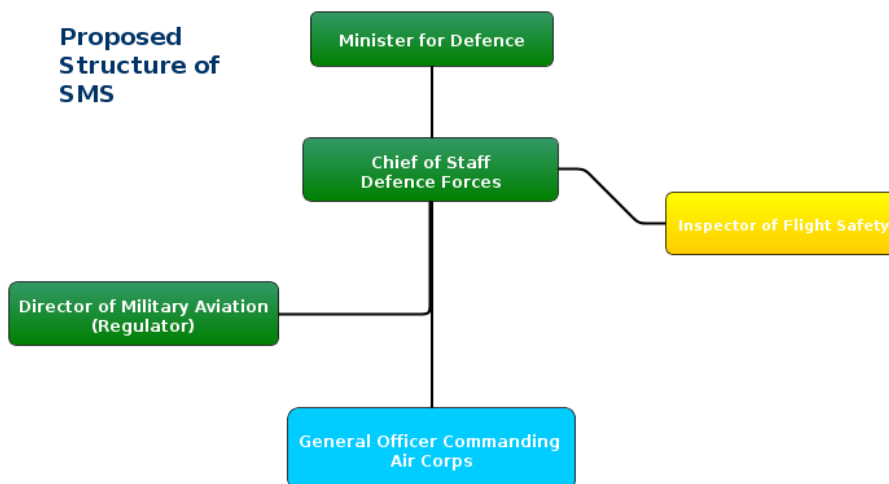 Proposed
Structure of
SMS
Minister for Defence
Chief of Staff
Defence Forces
Inspector of Flight Safety
Director of Military Aviation
(Regulator)
General Officer Commanding
Air Corps